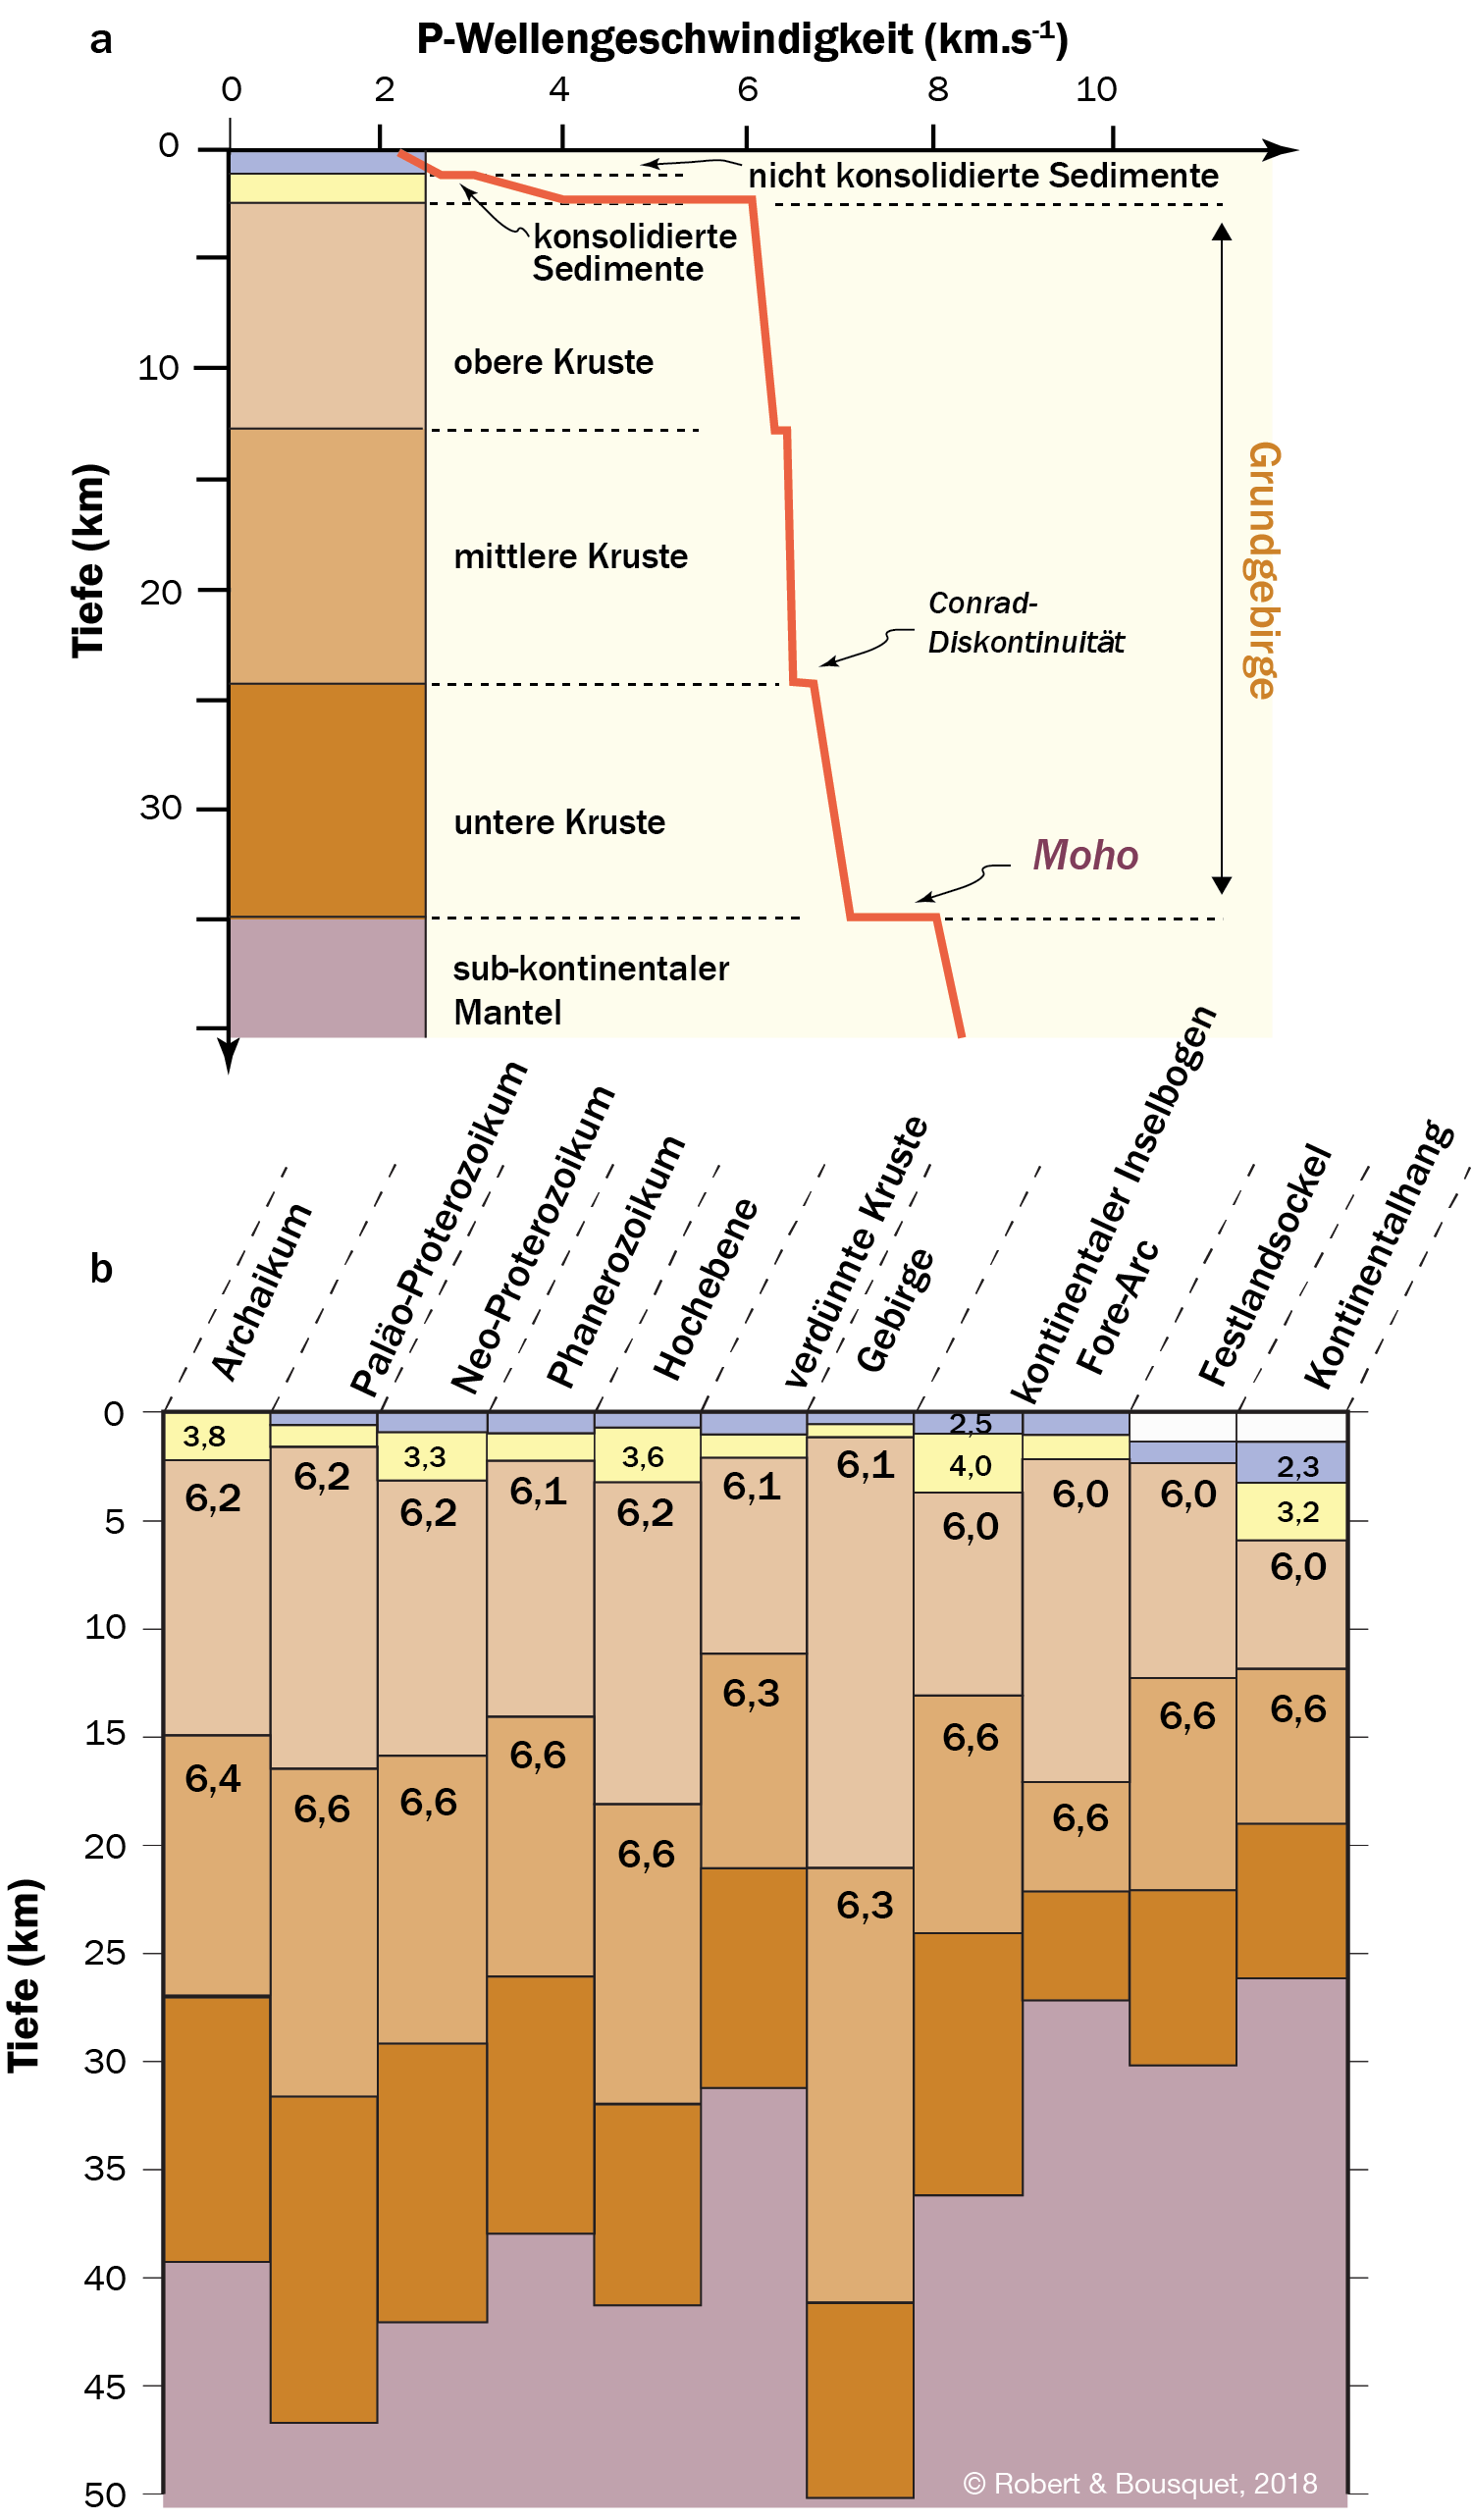 a
P-Wellengeschwindigkeit (km.s-1)
0 2 4 6 8 10
0
nicht konsolidierte Sedimente
konsolidierte
Sedimente
obere Kruste
10
mittlere Kruste
20
Conrad-
Diskontinuität
untere Kruste
30
Moho
sub-kontinentaler
Mantel
Tiefe (km)
Grundgebirge
b
Archaikum
Paläo-Proterozoikum
Neo-Proterozoikum
Phanerozoikum
Hochebene
verdünnte Kruste
Gebirge
kontinentaler Inselbogen
Fore-Arc
Festlandsockel
Kontinentalhang
Tiefe (km)
0
5
10
15
20
25
30
35
40
45
50
3,8
6,2
6,4
6,2
6,6
3,3
6,2
6,6
6,1
6,6
3,6
6,2
6,6
6,1
6,3
6,1
6,3
2,5
4,0
6,0
6,6
6,0
6,6
6,0
6,6
2,3
3,2
6,0
6,6
© Robert & Bousquet, 2018